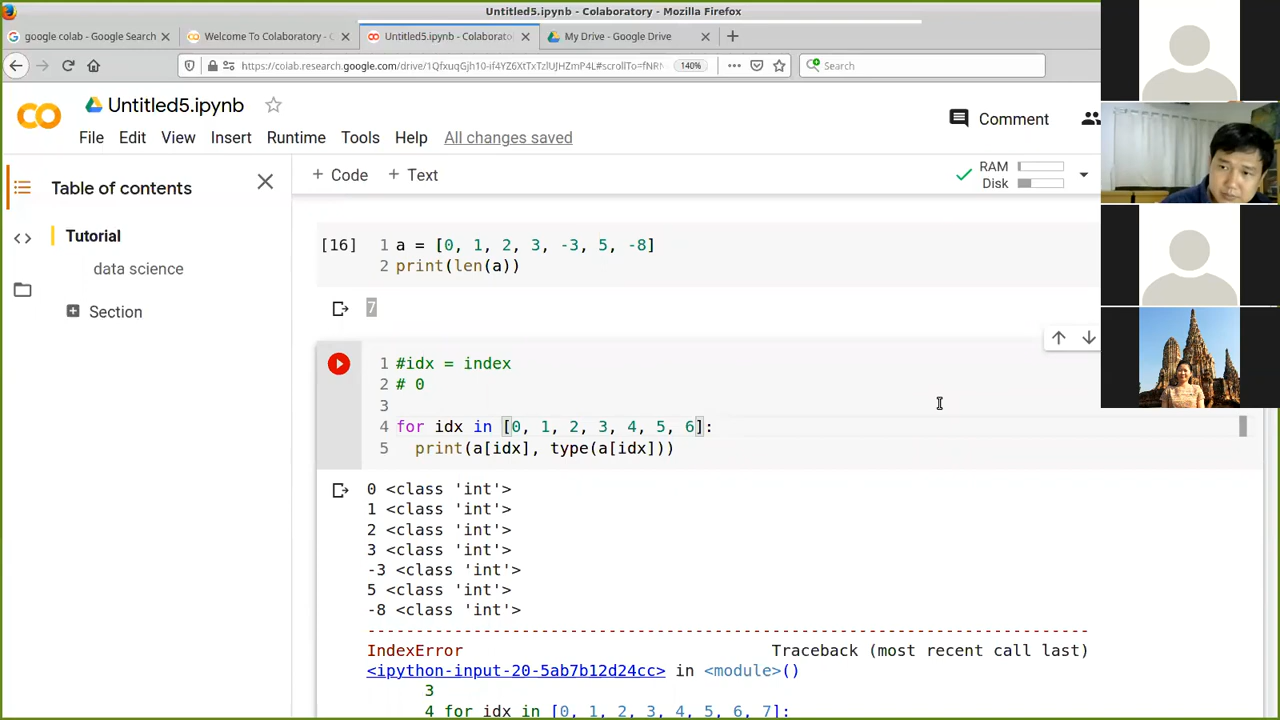 Untitled5.ipynb - Colaboratory - Mozilla Firefox
google colab - Google Search
Welcome To Colaboratory - C
Untitled5.ipynb - Colaborato
My Drive - Google Drive
https://colab.research.google.com/drive/1QfxuqGjh10-if4YZ6XtTxTzlUJHZmP4L#scrollTo=fNRN
140%
Search
CO
Untitled5.ipynb
File Edit View Insert Runtime Tools Help All changes saved
Comment
Table of contents
Tutorial
data science
Section
+ Code + Text
RAM
Disk
[16] 1 a = [0, 1, 2, 3, -3, 5, -8]
2 print(len(a))
7
1 #idx = index
2 # 0
3
4 for idx in [0, 1, 2, 3, 4, 5, 6]:
5 print(a[idx], type(a[idx]))
0 <class 'int'>
1 <class 'int'>
2 <class 'int'>
3 <class 'int'>
-3 <class 'int'>
5 <class 'int'>
-8 <class 'int'>
---------------------------------------------------------------------------
IndexError Traceback (most recent call last)
<ipython-input-20-5ab7b12d24cc> in <module>()
3
4 for idx in [0, 1, 2, 3, 4, 5, 6, 7]: